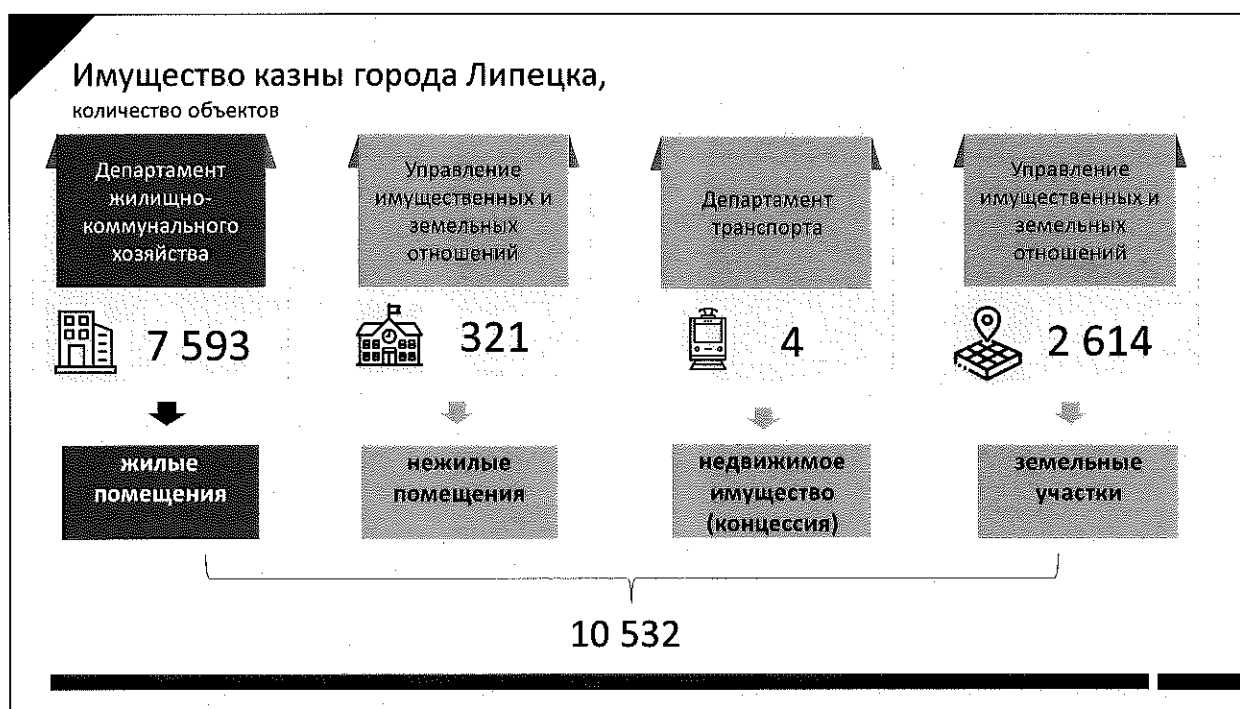 Имущество казны города Липецка,
количество объектов
Департамент
жилищно-
коммунального
хозяйства
7 593
жилые
помещения
Управление
имущественных и
земельных
отношений
321
нежилые
помещения
Департамент
транспорта
4
недвижимое
имущество
(концессия)
Управление
имущественных и
земельных
отношений
2 614
земельные
участки
10 532